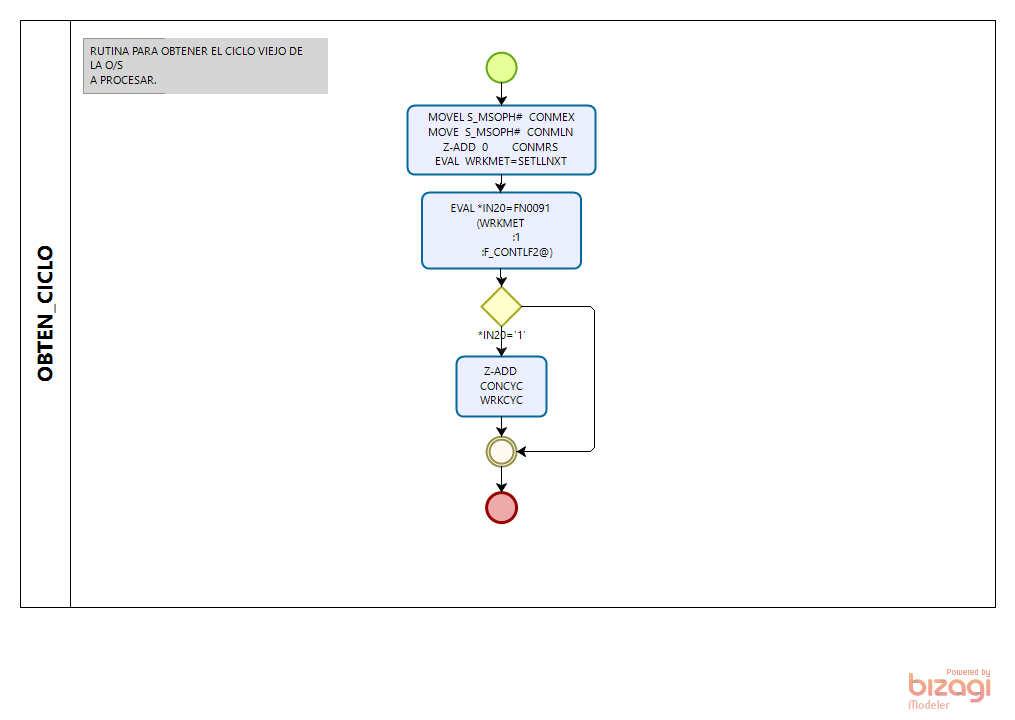 OBTEN_CICLO
RUTINA PARA OBTENER EL CICLO VIEJO DE
LA O/S
A PROCESAR.
MOVEL S_MSOPH# CONMEX
MOVE S_MSOPH# CONMLN
Z-ADD 0 CONMRS
EVAL WRKMET=SETLLNXT
EVAL *IN20=FN0091
(WRKMET
:1
:F_CONTLF2@)
*IN20='1'
Z-ADD
CONCYC
WRKCYC
Powered by
bizagi
Modeler